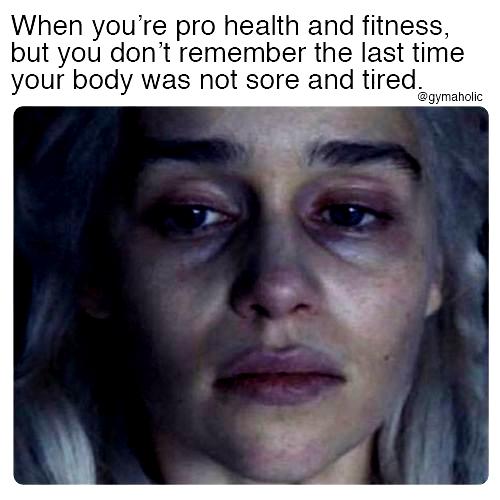 When you’re pro health and fitness,
but you don’t remember the last time
your body was not sore and tired.
@gymaholic